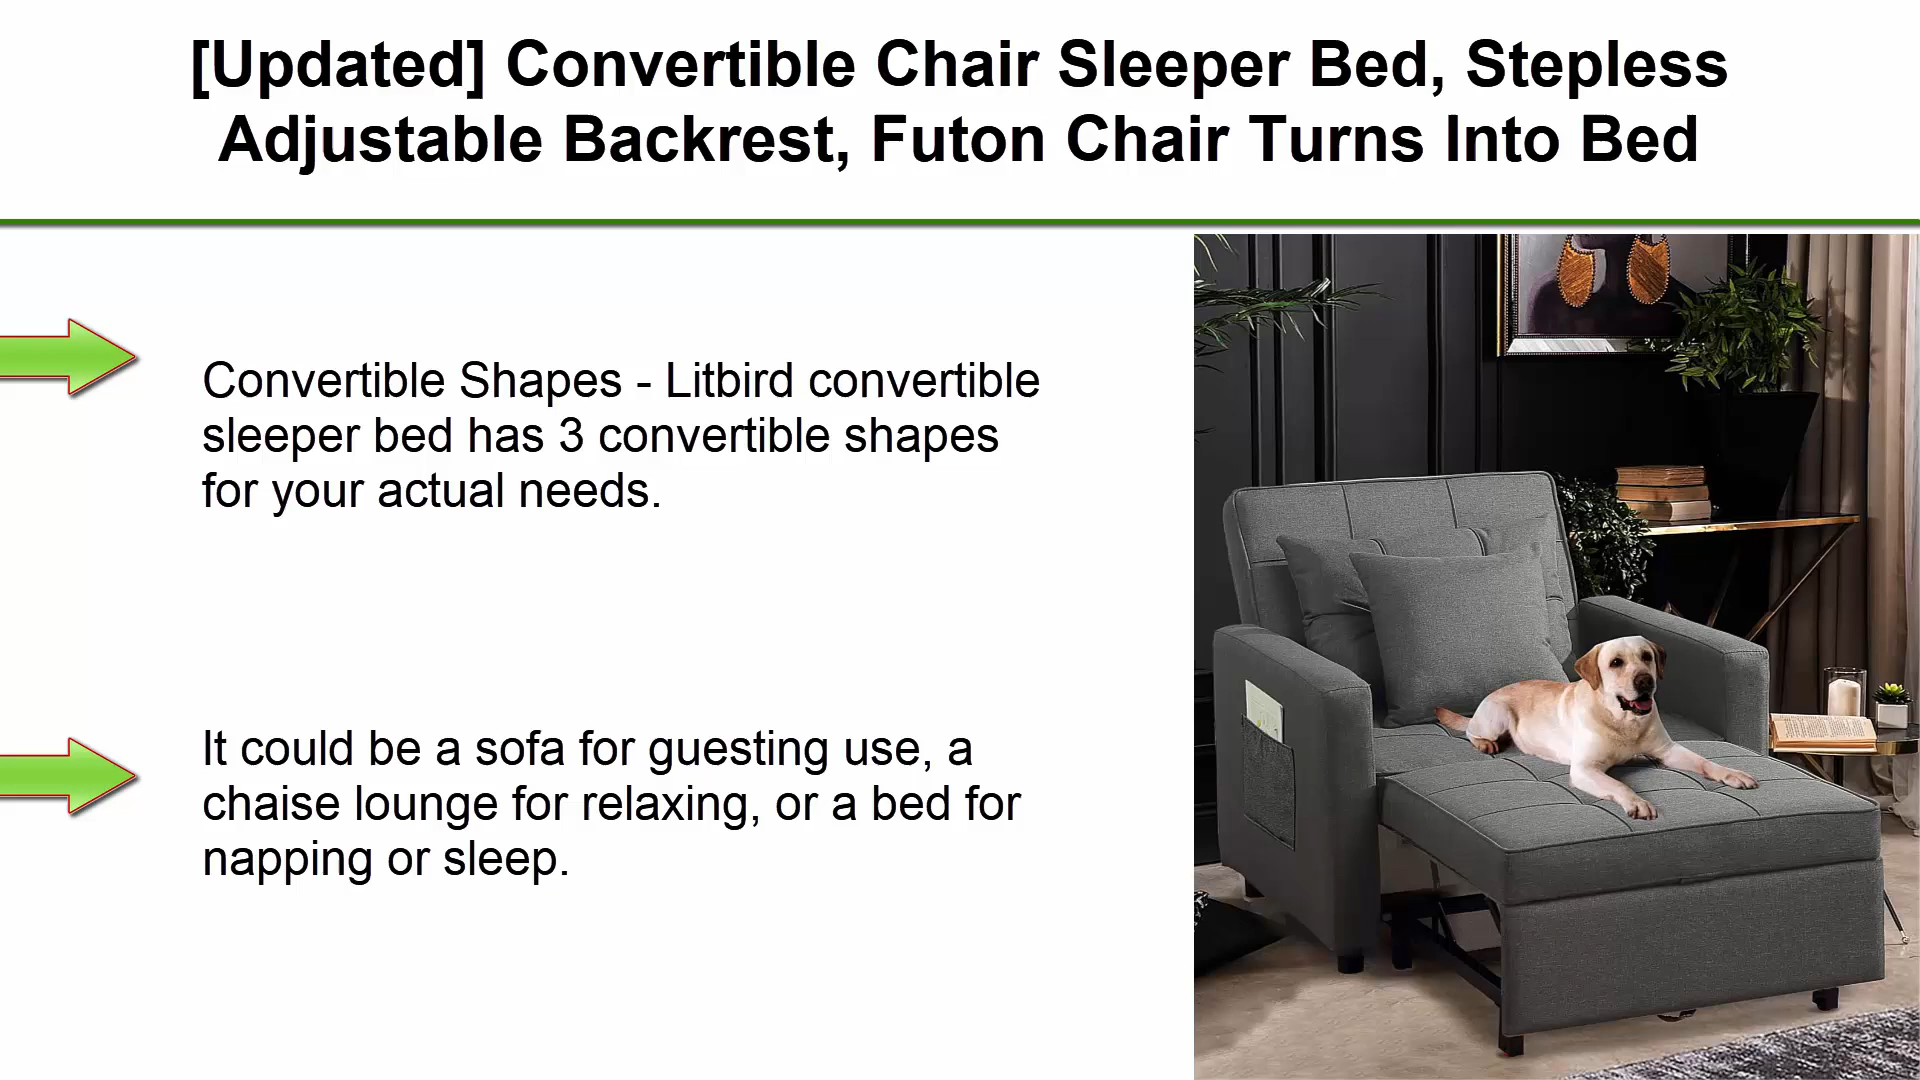 [Updated] Convertible Chair Sleeper Bed, Stepless
Adjustable Backrest, Futon Chair Turns Into Bed
Convertible Shapes - Litbird convertible
sleeper bed has 3 convertible shapes
for your actual needs.
It could be a sofa for guesting use, a
chaise lounge for relaxing, or a bed for
napping or sleep.